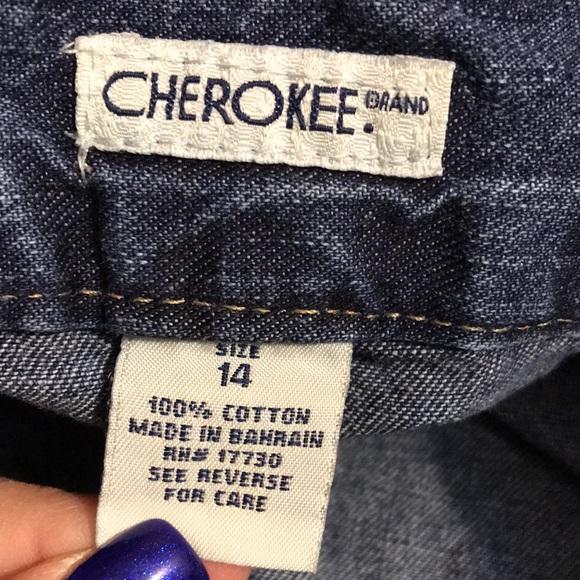 CHEROKEE. BRAND
SIZE
14
100% COTTON
MADE IN BAHRAIN
RN# 17730
SEE REVERSE
FOR CARE